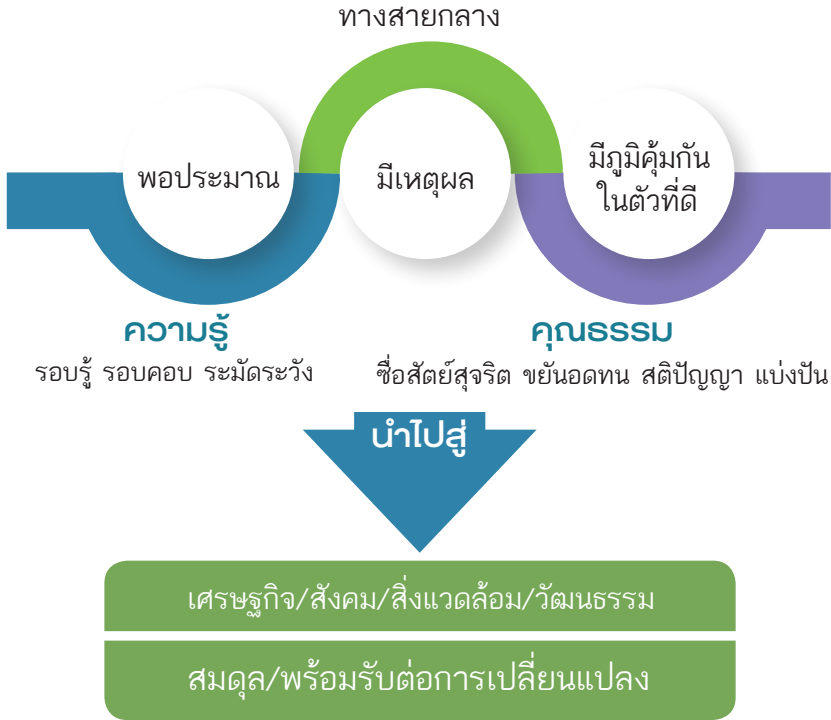 ทางสายกลาง
พอประมาณ
มีเหตุผล
มีภูมิคุ้มกัน
ในตัวที่ดี
ความรู้
รอบรู้ รอบคอบ ระมัดระวัง
คุณธรรม
ซื่อสัตย์สุจริต ขยันอดทน สติปัญญา แบ่งปัน
นำไปสู่
เศรษฐกิจ/สังคม/สิ่งแวดล้อม/วัฒนธรรม
สมดุล/พร้อมรับต่อการเปลี่ยนแปลง